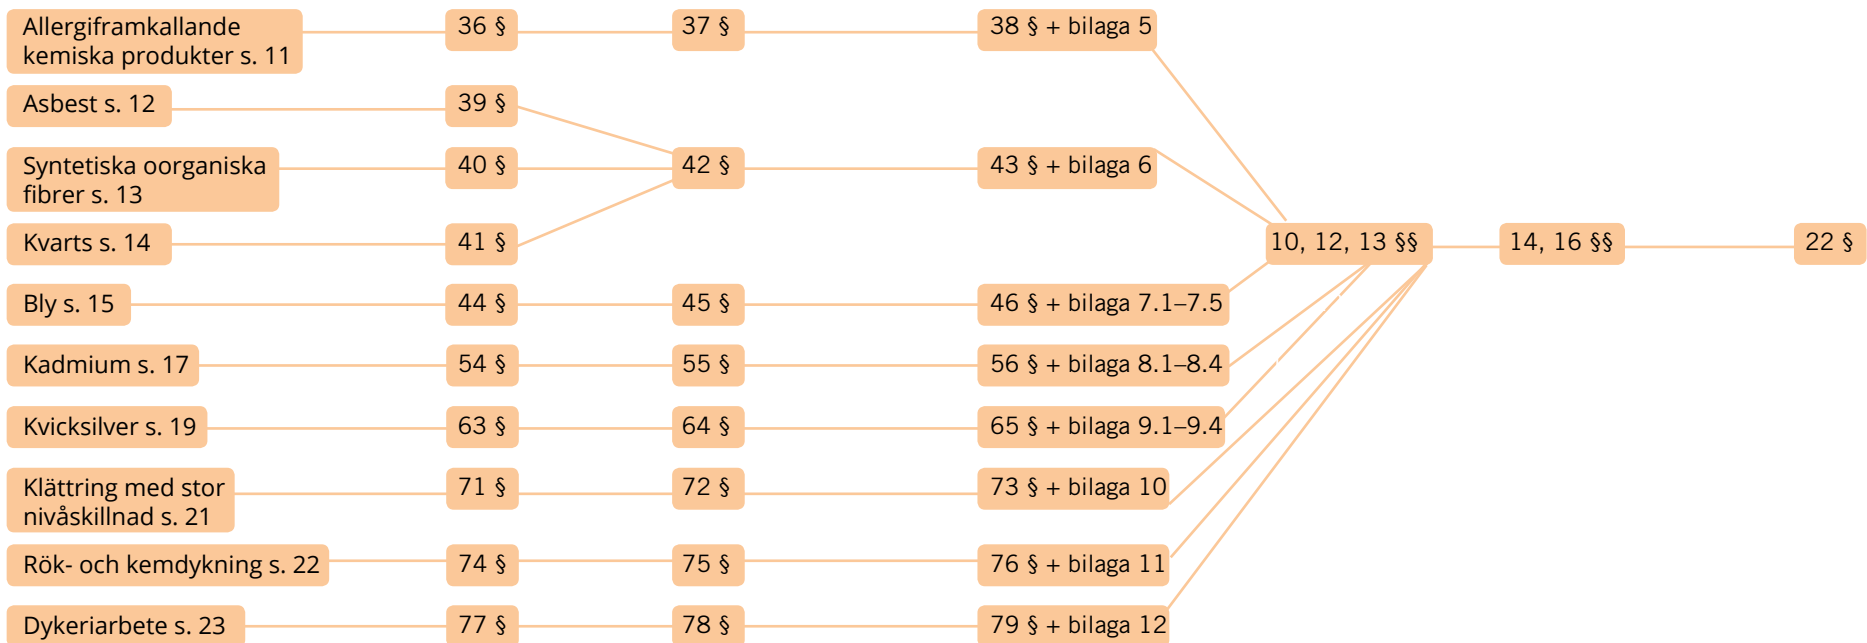 Allergiframkallande
kemiska produkter s. 11
36 §
37 §
38 § + bilaga 5
Asbest s. 12
39 §
Syntetiska oorganiska
fibrer s. 13
40 §
42 §
43 § + bilaga 6
Kvarts s. 14
41 §
10, 12, 13 §§
14, 16 §§
22 §
Bly s. 15
44 §
45 §
46 § + bilaga 7.1–7.5
Kadmium s. 17
54 §
55 §
56 § + bilaga 8.1–8.4
Kvicksilver s. 19
63 §
64 §
65 § + bilaga 9.1–9.4
Klättring med stor
nivåskillnad s. 21
71 §
72 §
73 § + bilaga 10
Rök- och kemdykning s. 22
74 §
75 §
76 § + bilaga 11
Dykeriarbete s. 23
77 §
78 §
79 § + bilaga 12